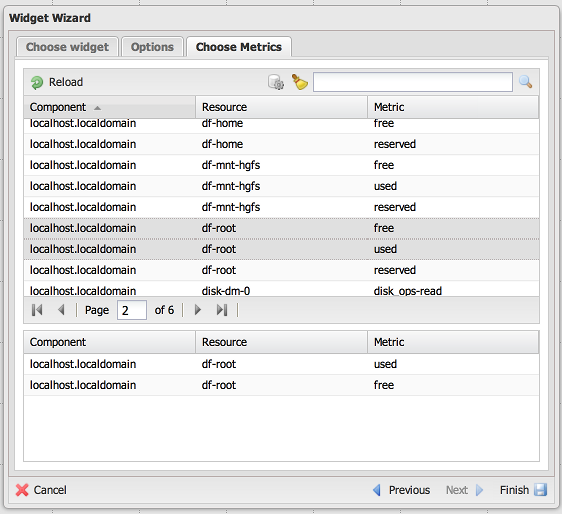 Widget Wizard
Choose widget Options Choose Metrics
Reload
Component Resource Metric
localhost.localdomain df-home free
localhost.localdomain df-home reserved
localhost.localdomain df-mnt-hgfs free
localhost.localdomain df-mnt-hgfs used
localhost.localdomain df-mnt-hgfs reserved
localhost.localdomain df-root free
localhost.localdomain df-root used
localhost.localdomain df-root reserved
localhost.localdomain disk-dm-0 disk_ops-read
Page 2 of 6
Component Resource Metric
localhost.localdomain df-root used
localhost.localdomain df-root free
Cancel Previous Next Finish